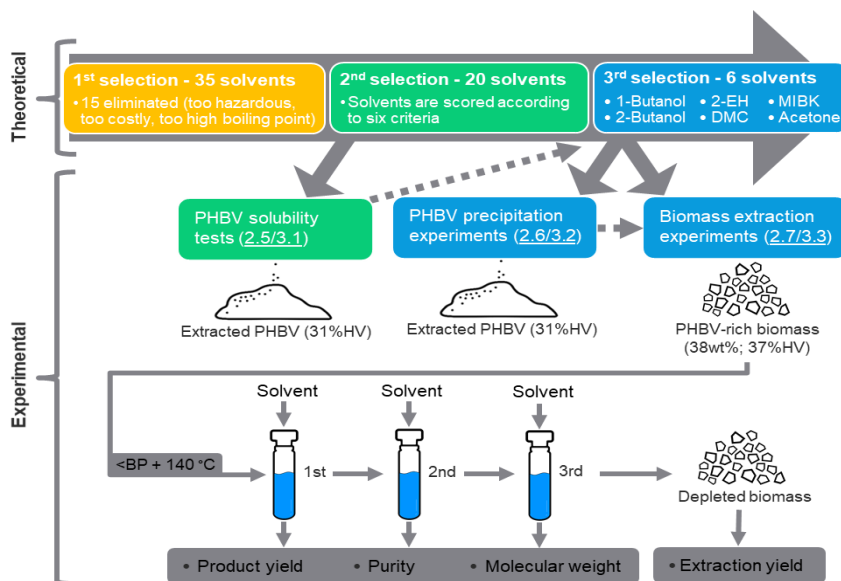 Theoretical
1st selection - 35 solvents
• 15 eliminated (too hazardous,
too costly, too high boiling point)
2nd selection - 20 solvents
• Solvents are scored according
to six criteria
3rd selection - 6 solvents
• 1-Butanol • 2-EH • MIBK
• 2-Butanol • DMC • Acetone
Experimental
PHBV solubility
tests (2.5/3.1)
PHBV precipitation
experiments (2.6/3.2)
Biomass extraction
experiments (2.7/3.3)
Extracted PHBV (31%HV)
Extracted PHBV (31%HV)
PHBV-rich biomass
(38wt%; 37%HV)
Solvent
Solvent
Solvent
<BP + 140 °C
1st
2nd
3rd
Depleted biomass
• Product yield
• Purity
• Molecular weight
• Extraction yield